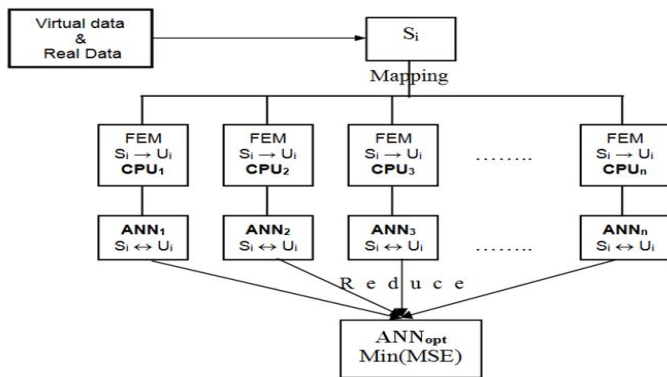 Virtual data
&
Real Data
Sᵢ
Mapping
FEM
Sᵢ → Uᵢ
CPU₁
FEM
Sᵢ → Uᵢ
CPU₂
FEM
Sᵢ → Uᵢ
CPU₃
........
FEM
Sᵢ → Uᵢ
CPUₙ
ANN₁
Sᵢ ↔ Uᵢ
ANN₂
Sᵢ ↔ Uᵢ
ANN₃
Sᵢ ↔ Uᵢ
........
ANNₙ
Sᵢ ↔ Uᵢ
R e d u c e
ANNopt
Min(MSE)